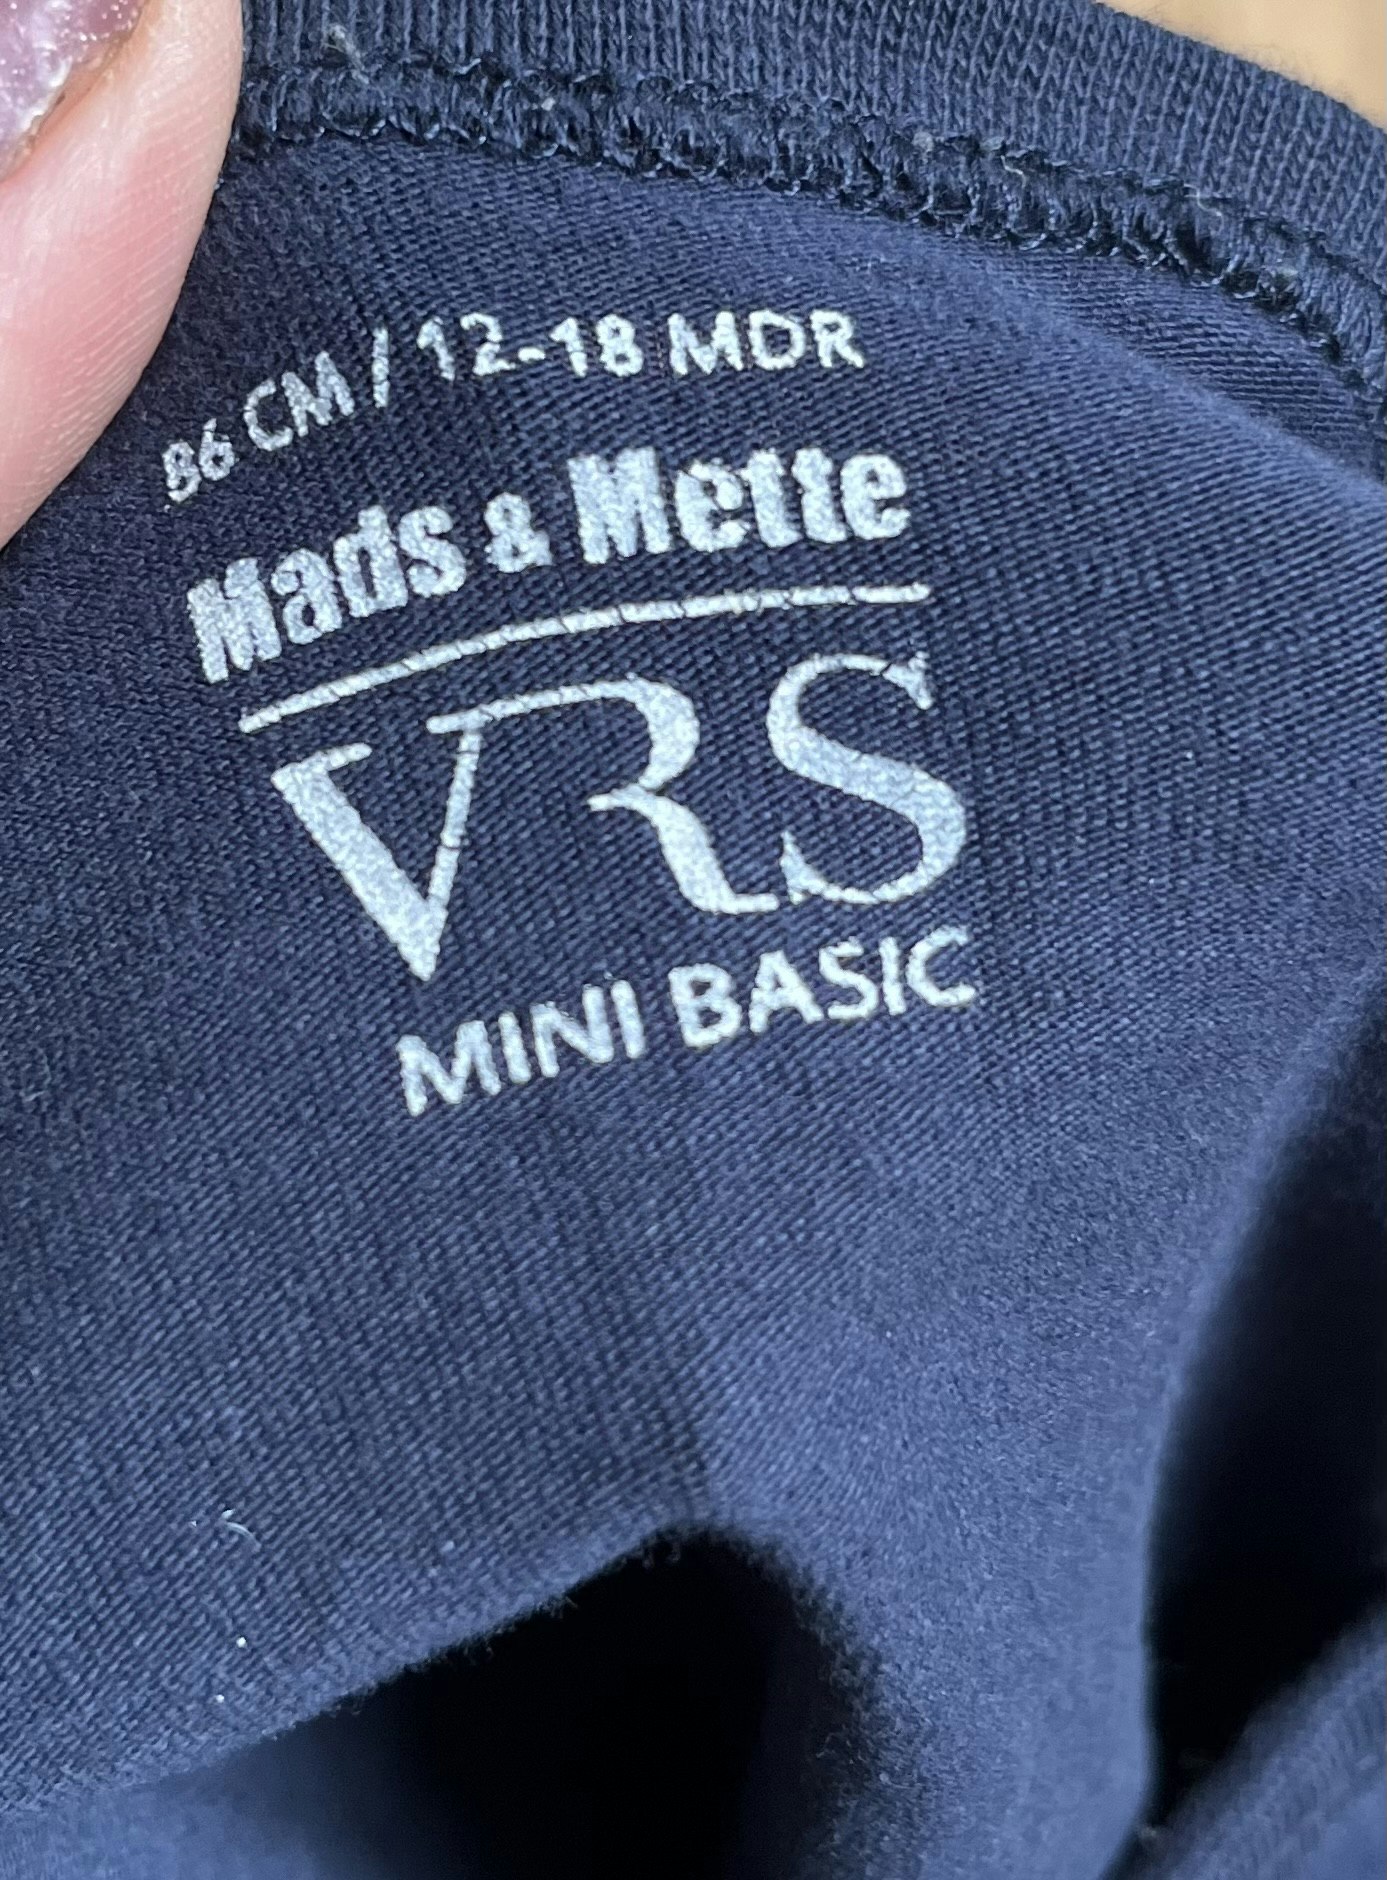 86 CM / 12-18 MDR
Mads & Mette
VRS
MINI BASIC